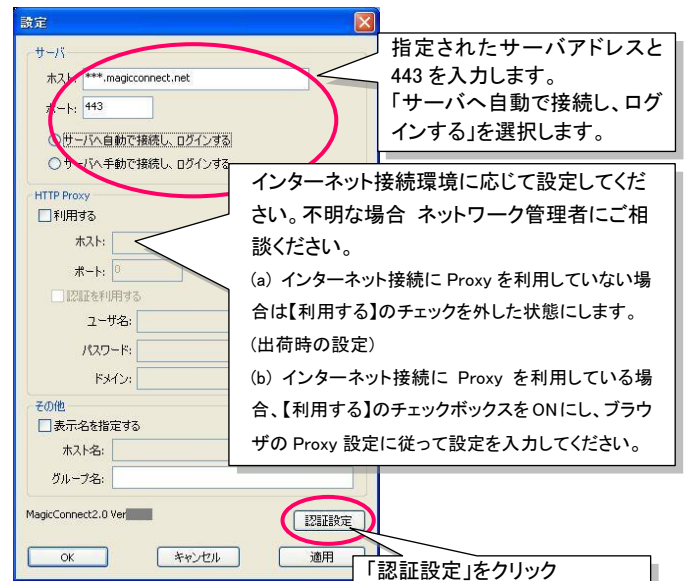 設定
サーバ
ホスト: ***.magicconnect.net
ポート: 443
サーバへ自動で接続し、ログインする
サーバへ手動で接続し、ログインする
指定されたサーバアドレスと
443 を入力します。
「サーバへ自動で接続し、ログ
インする」を選択します。
HTTP Proxy
利用する
ホスト:
ポート: 0
認証を利用する
ユーザ名:
パスワード:
ドメイン:
インターネット接続環境に応じて設定してくだ
さい。不明な場合 ネットワーク管理者にご相
談ください。
(a) インターネット接続に Proxy を利用していない場
合は【利用する】のチェックを外した状態にします。
(出荷時の設定)
(b) インターネット接続に Proxy を利用している場
合、【利用する】のチェックボックスを ON にし、ブラウ
ザの Proxy 設定に従って設定を入力してください。
その他
表示名を指定する
ホスト名:
グループ名:
MagicConnect2.0 Ver
認証設定
OK
キャンセル
適用
「認証設定」をクリック